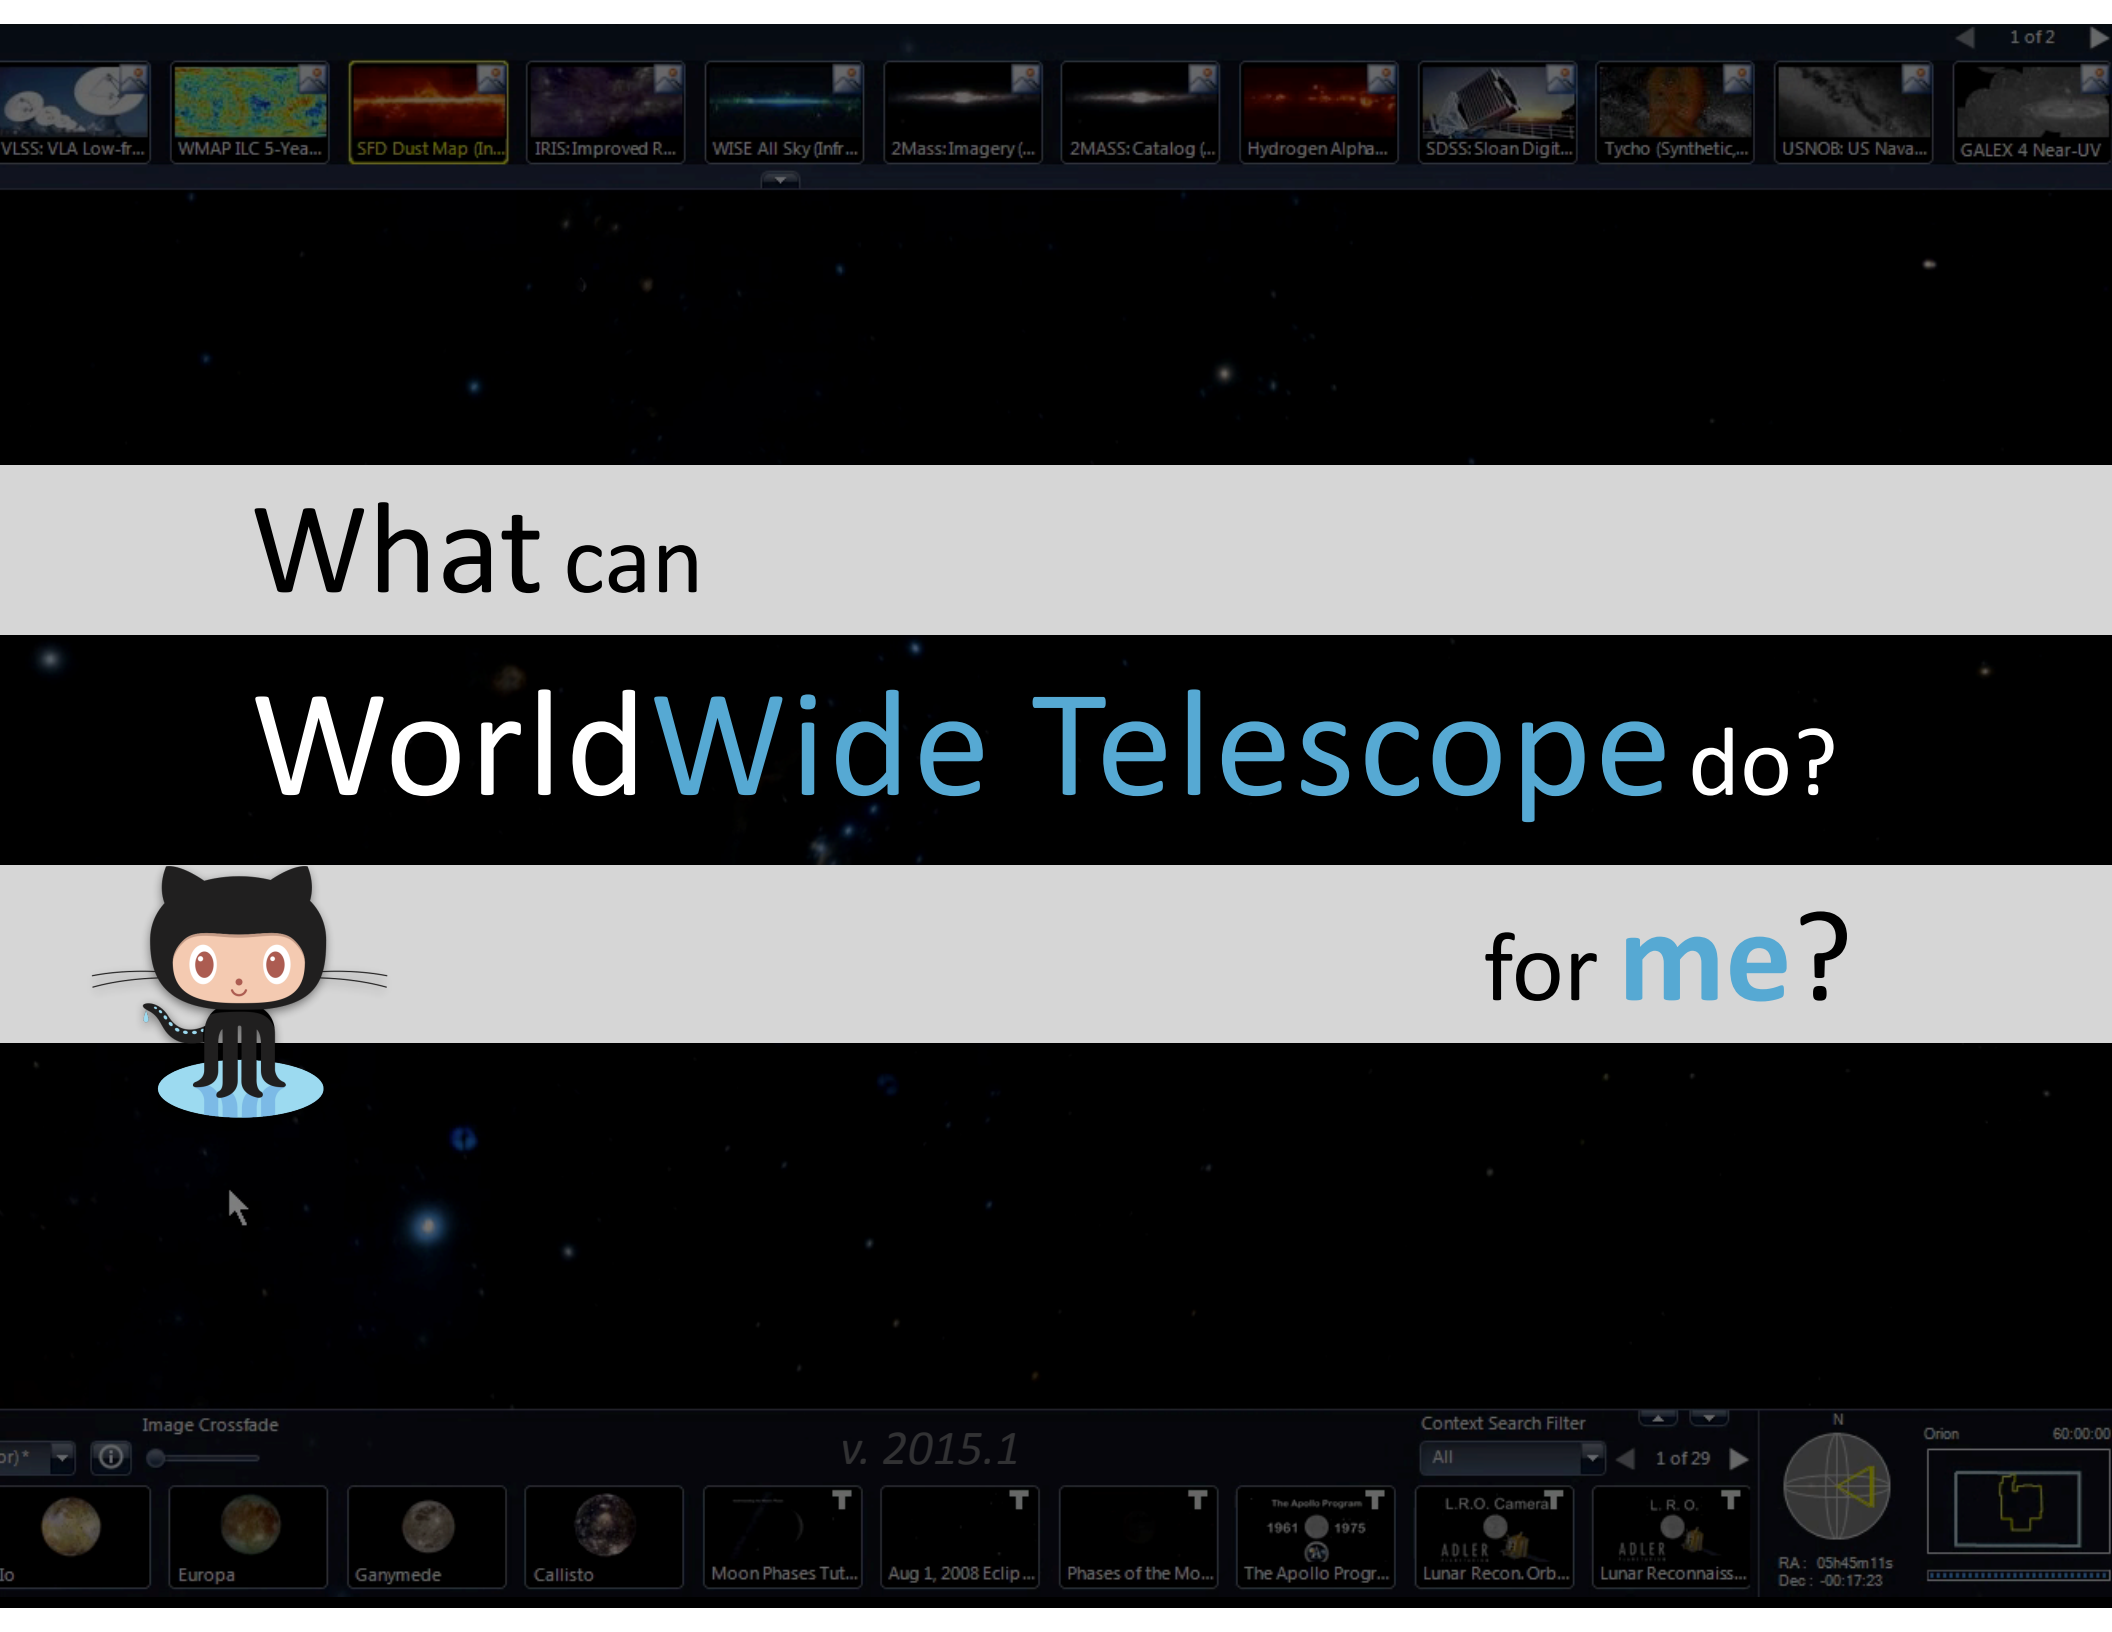 1 of 2
VLSS: VLA Low-fr...
WMAP ILC 5-Yea...
SFD Dust Map (In...
IRIS: Improved R...
WISE All Sky (Infr...
2Mass: Imagery (...
2MASS: Catalog (...
Hydrogen Alpha...
SDSS: Sloan Digit...
Tycho (Synthetic,...
USNOB: US Nava...
GALEX 4 Near-UV
What can
WorldWide Telescope do?
for me?
Image Crossfade
v. 2015.1
Context Search Filter
or) *
All
1 of 29
N
Orion
60:00:00
Io
Europa
Ganymede
Callisto
Moon Phases Tut...
Aug 1, 2008 Eclip...
Phases of the Mo...
The Apollo Program
1961 1975
The Apollo Progr...
L.R.O. Camera
ADLER
Lunar Recon. Orb...
L. R. O.
ADLER
Lunar Reconnaiss...
RA : 05h45m11s
Dec : -00:17:23